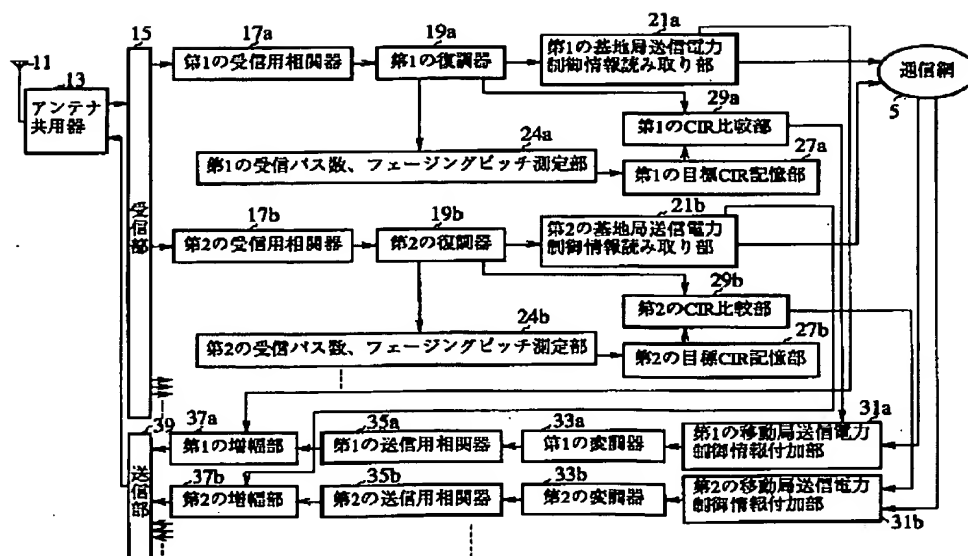 11
13
アンテナ
共用器
15
受信部
17a
第1の受信用相関器
19a
第1の復調器
21a
第1の基地局送信電力
制御情報読み取り部
通信網
5
29a
第1のCIR比較部
24a
第1の受信パス数、フェージングピッチ測定部
27a
第1の目標CIR記憶部
17b
第2の受信用相関器
19b
第2の復調器
21b
第2の基地局送信電力
制御情報読み取り部
29b
第2のCIR比較部
24b
第2の受信パス数、フェージングピッチ測定部
27b
第2の目標CIR記憶部
39
送信部
37a
第1の増幅部
35a
第1の送信用相関器
33a
第1の変調器
31a
第1の移動局送信電力
制御情報付加部
37b
第2の増幅部
35b
第2の送信用相関器
33b
第2の変調器
第2の移動局送信電力
制御情報付加部
31b